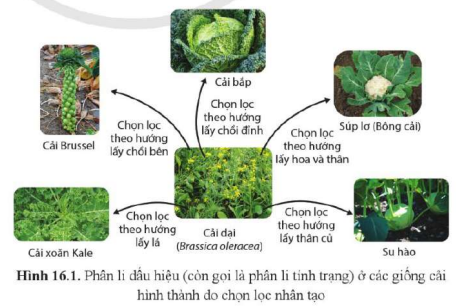 Cải bắp
Chọn lọc
theo hướng
lấy chồi đỉnh
Cải Brussel
Chọn lọc
theo hướng
lấy chồi bên
Chọn lọc
theo hướng
lấy hoa và thân
Súp lơ (Bông cải)
Cải xoăn Kale
Chọn lọc
theo hướng
lấy lá
Cải dại
(Brassica oleracea)
Chọn lọc
theo hướng
lấy thân củ
Su hào
Hình 16.1. Phân li dấu hiệu (còn gọi là phân li tính trạng) ở các giống cải
hình thành do chọn lọc nhân tạo